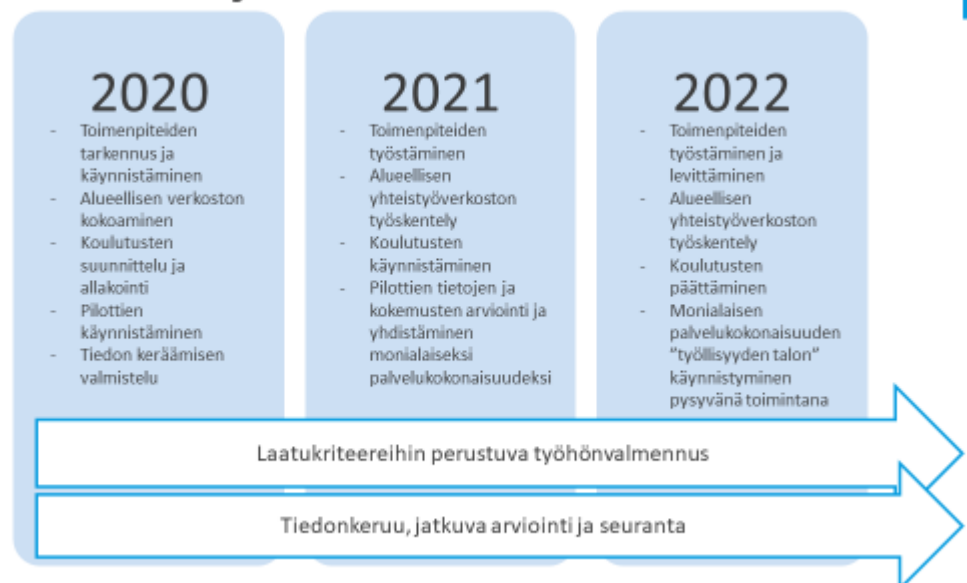 2020
- Toimenpiteiden
tarkennus ja
käynnistäminen
- Alueellisen verkoston
kokoaminen
- Koulutusten
suunnittelu ja
allakointi
- Pilottien
käynnistäminen
- Tiedon keräämisen
valmistelu
2021
- Toimenpiteiden
työstäminen
- Alueellisen
yhteistyöverkoston
työskentely
- Koulutusten
käynnistäminen
- Pilottien tietojen ja
kokemusten arviointi ja
yhdistäminen
monialaiseksi
palvelukokonaisuudeksi
2022
- Toimenpiteiden
työstäminen ja
levittäminen
- Alueellisen
yhteistyöverkoston
työskentely
- Koulutusten
päättäminen
- Monialaisen
palvelukokonaisuuden
"työllisyyden talon"
käynnistyminen
pysyvänä toimintana
Laatukriteereihin perustuva työhönvalmennus
Tiedonkeruu, jatkuva arviointi ja seuranta